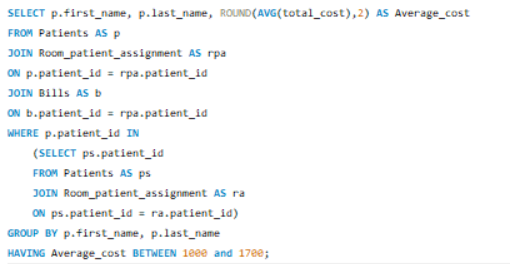 SELECT p.first_name, p.last_name, ROUND(AVG(total_cost),2) AS Average_cost
FROM Patients AS p
JOIN Room_patient_assignment AS rpa
ON p.patient_id = rpa.patient_id
JOIN Bills AS b
ON b.patient_id = rpa.patient_id
WHERE p.patient_id IN
(SELECT ps.patient_id
FROM Patients AS ps
JOIN Room_patient_assignment AS ra
ON ps.patient_id = ra.patient_id)
GROUP BY p.first_name, p.last_name
HAVING Average_cost BETWEEN 1000 and 1700;